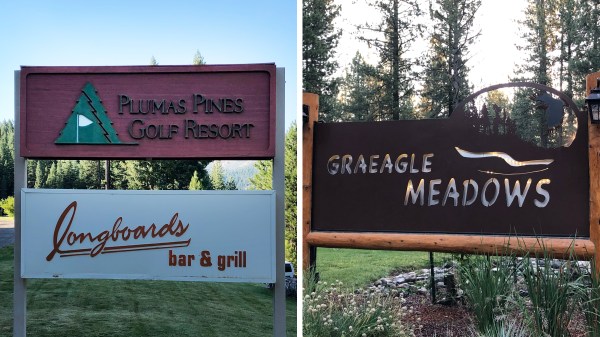 Plumas Pines
Golf Resort
longboards
bar & grill
GRAEAGLE
MEADOWS